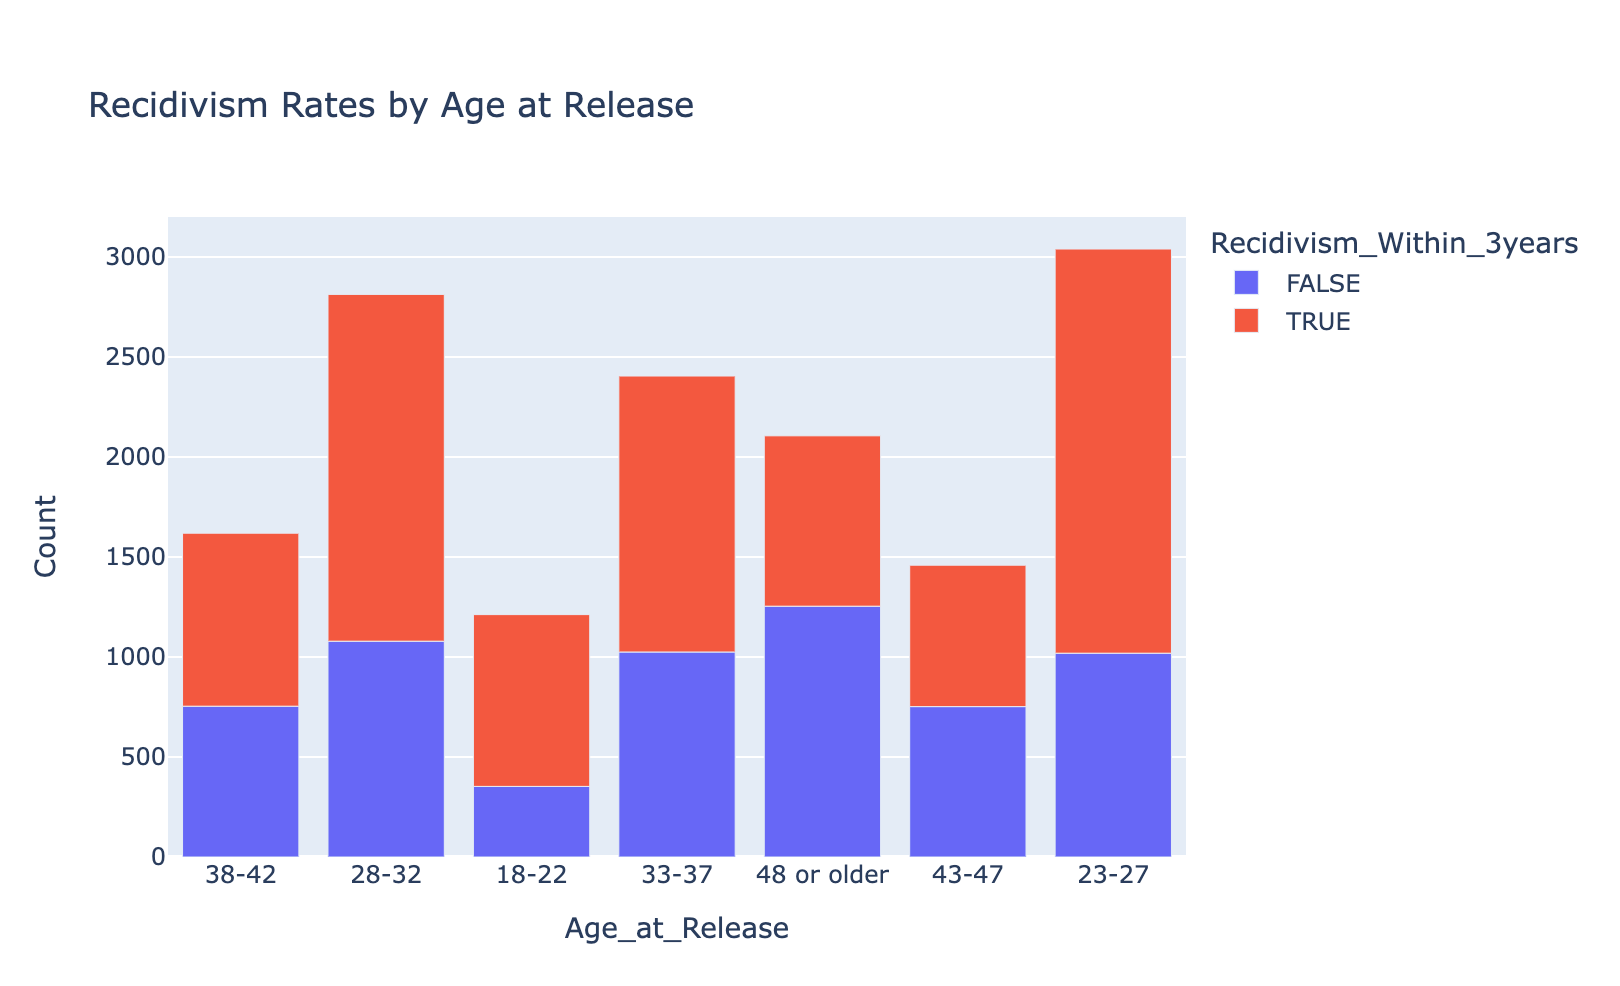 Recidivism Rates by Age at Release
Recidivism_Within_3years
FALSE
TRUE
Count
3000
2500
2000
1500
1000
500
0
38-42
28-32
18-22
33-37
48 or older
43-47
23-27
Age_at_Release